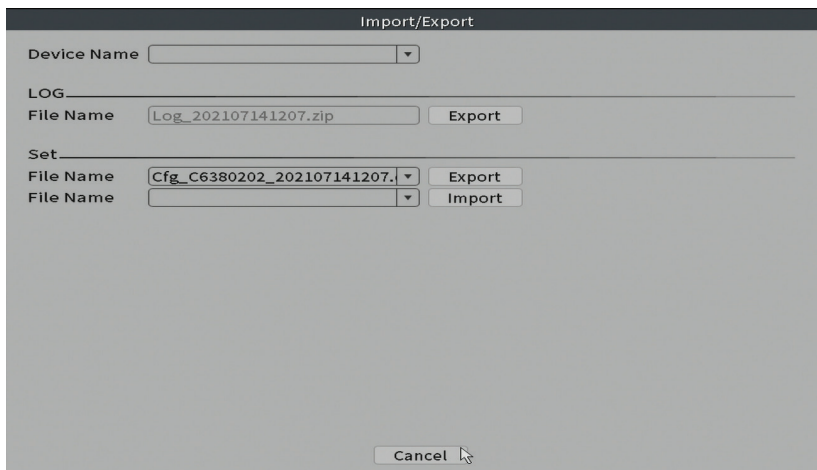 Import/Export
Device Name
LOG
File Name Log_202107141207.zip Export
Set
File Name Cfg_C6380202_202107141207. Export
File Name Import
Cancel